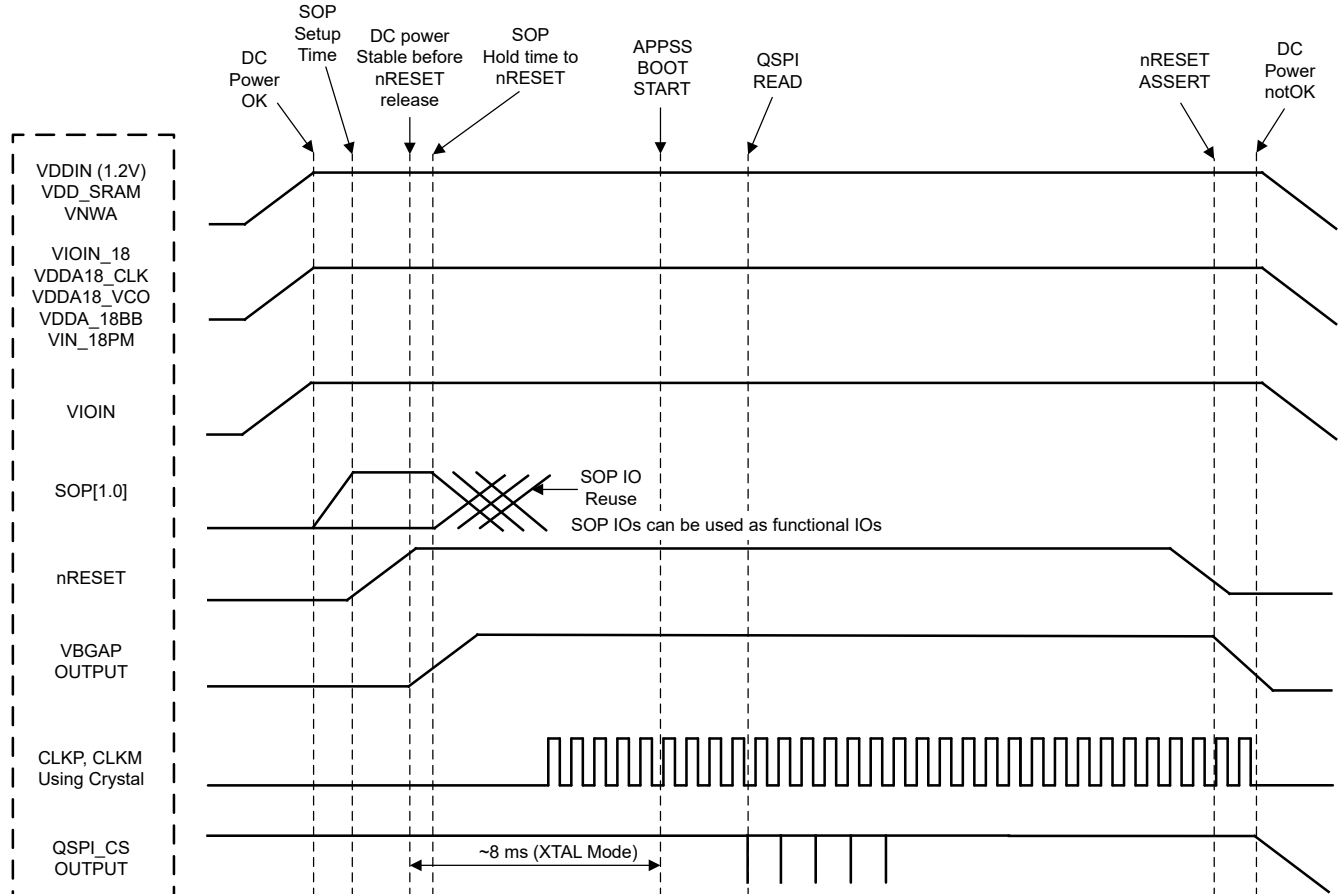 DC
Power
OK
SOP
Setup
Time
DC power
Stable before
nRESET
release
SOP
Hold time to
nRESET
APPSS
BOOT
START
QSPI
READ
nRESET
ASSERT
DC
Power
notOK
VDDIN (1.2V)
VDD_SRAM
VNWA
VIOIN_18
VDDA18_CLK
VDDA18_VCO
VDDA_18BB
VIN_18PM
VIOIN
SOP[1.0]
SOP IO
Reuse
SOP IOs can be used as functional IOs
nRESET
VBGAP
OUTPUT
CLKP, CLKM
Using Crystal
QSPI_CS
OUTPUT
~8 ms (XTAL Mode)